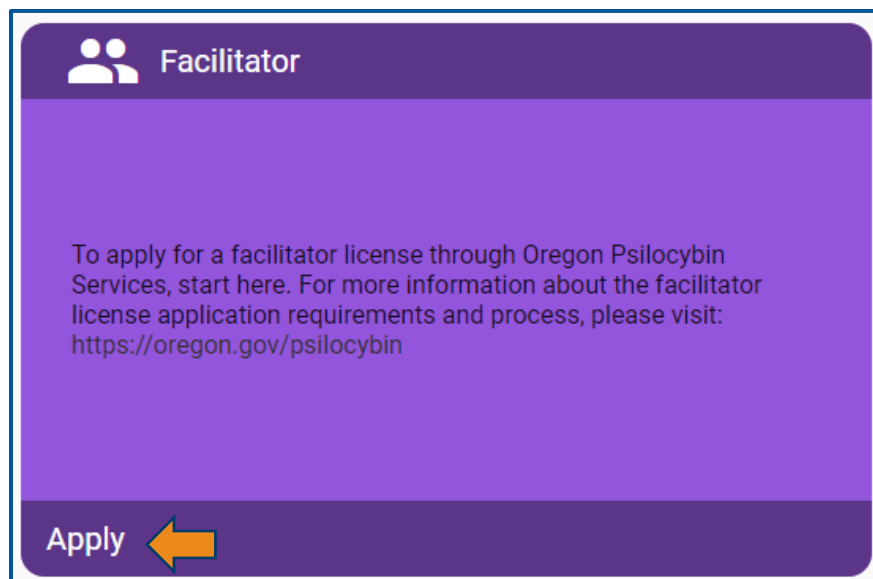 Facilitator
To apply for a facilitator license through Oregon Psilocybin
Services, start here. For more information about the facilitator
license application requirements and process, please visit:
https://oregon.gov/psilocybin
Apply